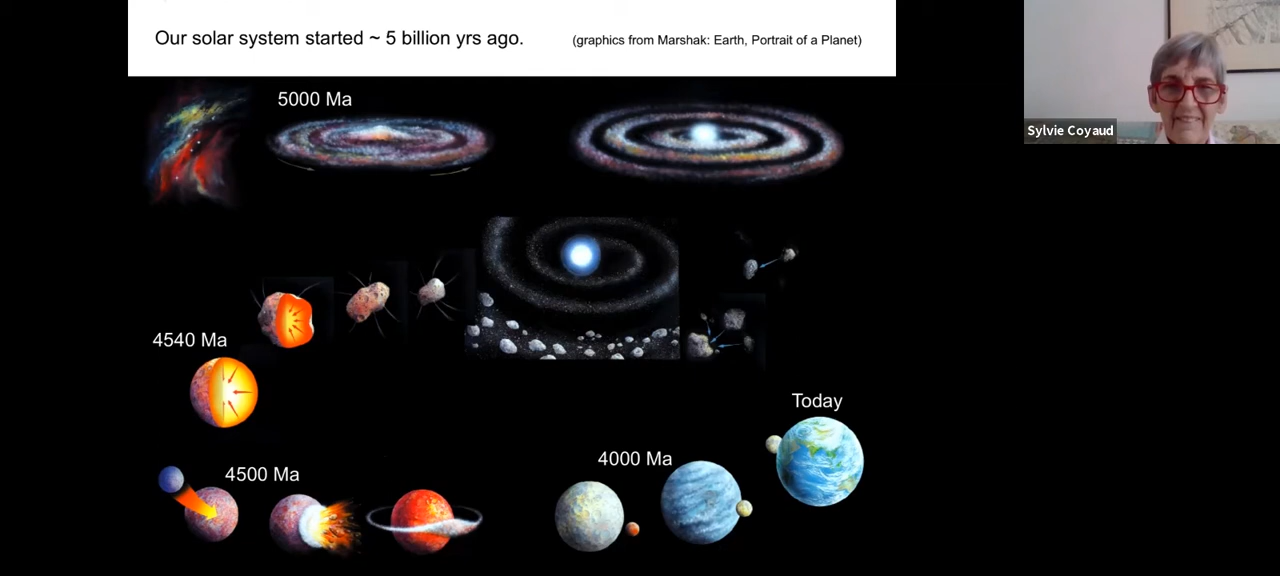 Our solar system started ~ 5 billion yrs ago. (graphics from Marshak: Earth, Portrait of a Planet)
Sylvie Coyaud
5000 Ma
4540 Ma
Today
4500 Ma
4000 Ma